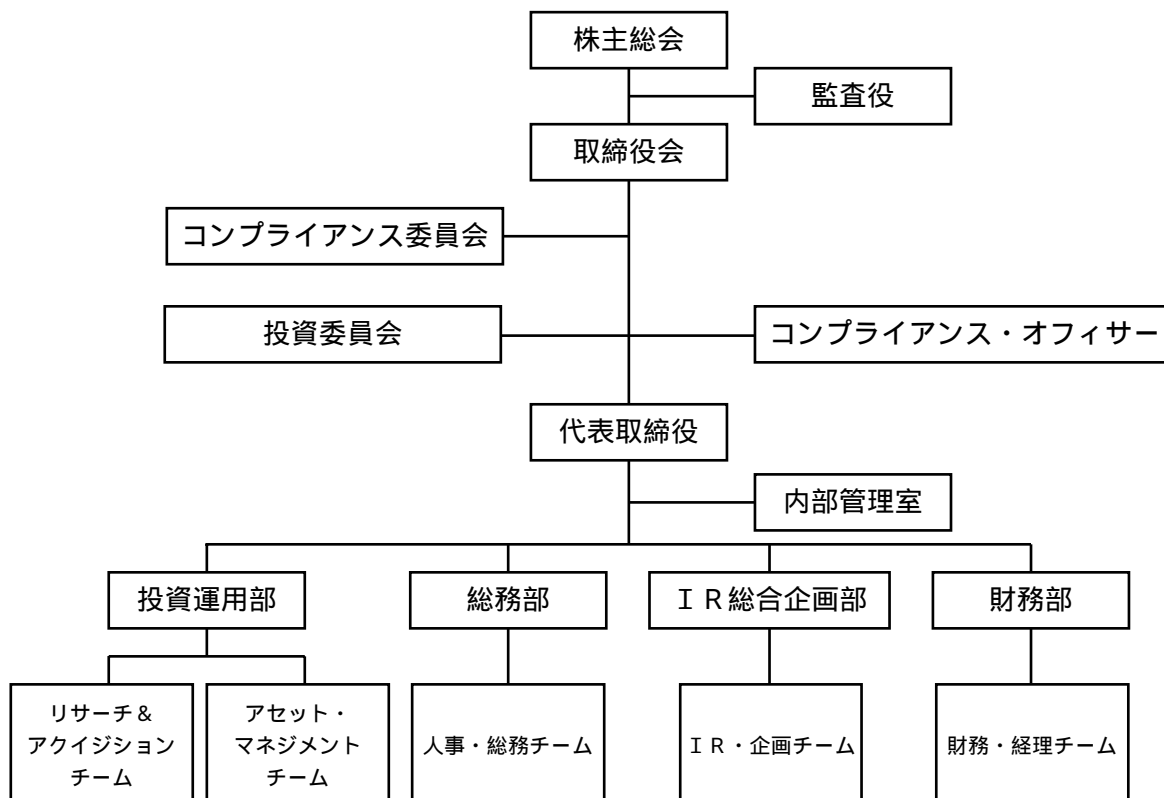 株主総会
監査役
取締役会
コンプライアンス委員会
投資委員会
コンプライアンス・オフィサー
代表取締役
内部管理室
投資運用部
総務部
ＩＲ総合企画部
財務部
リサーチ＆
アクイジション
チーム
アセット・
マネジメント
チーム
人事・総務チーム
ＩＲ・企画チーム
財務・経理チーム